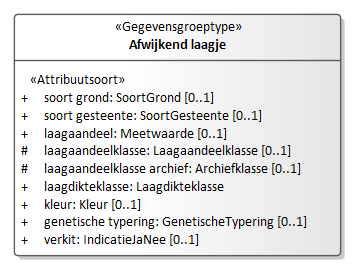 «Gegevensgroeptype»
Afwijkend laagje
«Attribuutsoort»
+ soort grond: SoortGrond [0..1]
+ soort gesteente: SoortGesteente [0..1]
+ laagaandeel: Meetwaarde [0..1]
# laagaandeelklasse: Laagaandeelklasse [0..1]
# laagaandeelklasse archief: Archiefklasse [0..1]
+ laagdikteklasse: Laagdikteklasse
+ kleur: Kleur [0..1]
+ genetische typering: GenetischeTypering [0..1]
+ verkit: IndicatieJaNee [0..1]